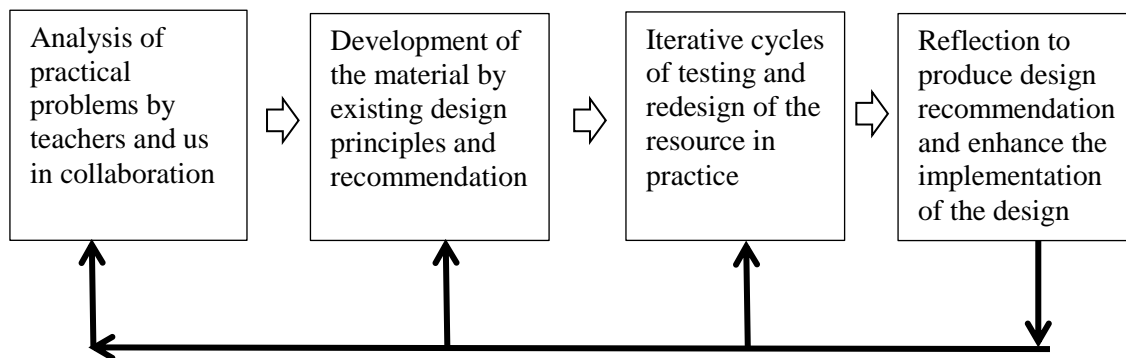 Analysis of
practical
problems by
teachers and us
in collaboration
Development of
the material by
existing design
principles and
recommendation
Iterative cycles
of testing and
redesign of the
resource in
practice
Reflection to
produce design
recommendation
and enhance the
implementation
of the design